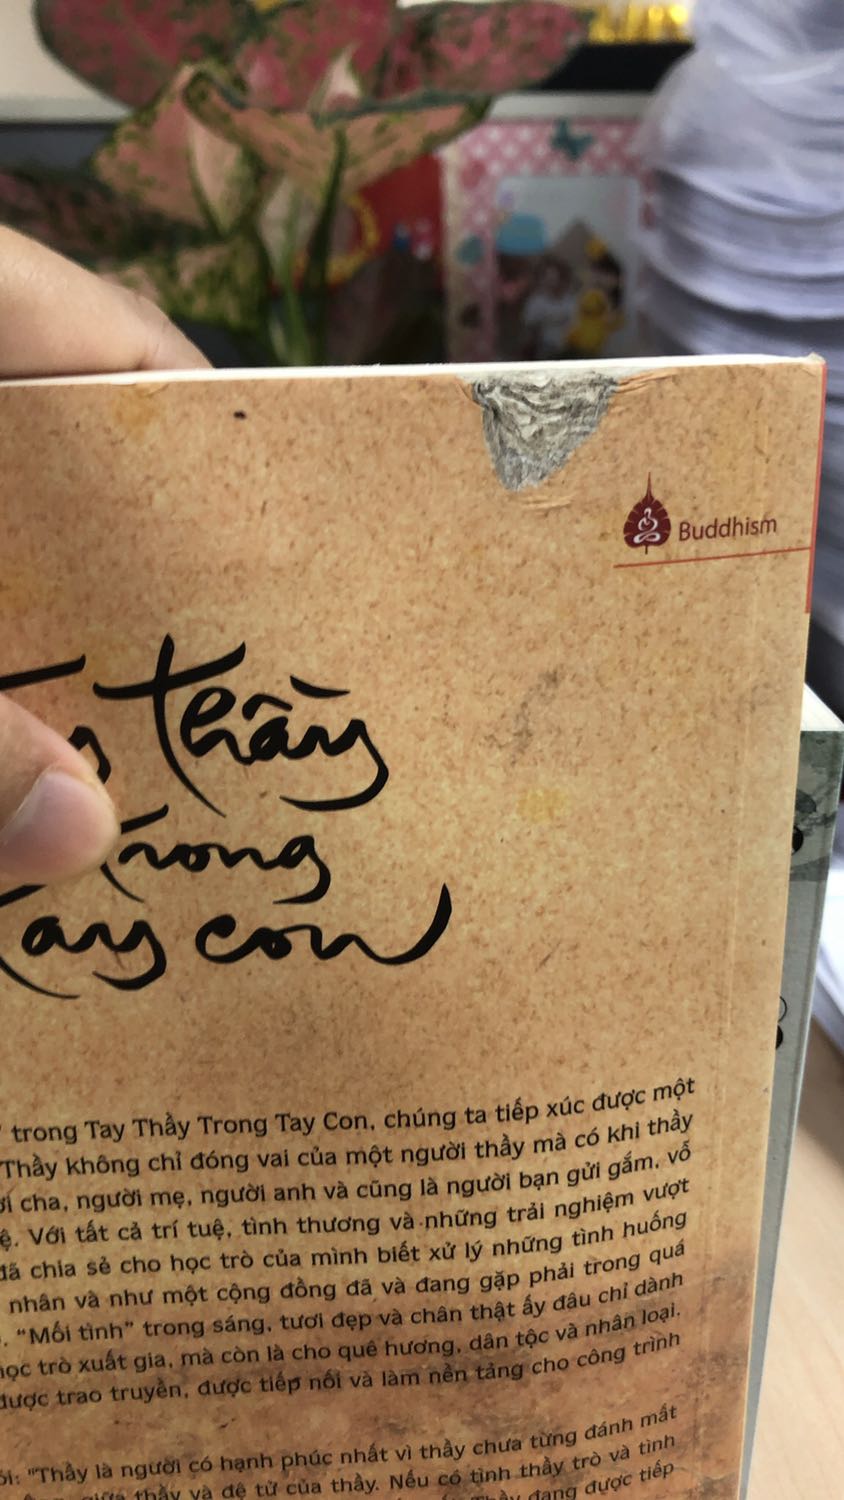 Buddhism
thầy
trong
tay con
trong Tay Thầy Trong Tay Con, chúng ta tiếp xúc được một
Thầy không chỉ đóng vai của một người thầy mà có khi thầy
cha, người mẹ, người anh và cũng là người bạn gửi gắm, vỗ
Với tất cả trí tuệ, tình thương và những trải nghiệm vượt
đã chia sẻ cho học trò của mình biết xử lý những tình huống
nhân và như một cộng đồng đã và đang gặp phải trong quá
. "Mối tình" trong sáng, tươi đẹp và chân thật ấy đâu chỉ dành
học trò xuất gia, mà còn là cho quê hương, dân tộc và nhân loại.
được trao truyền, được tiếp nối và làm nền tảng cho công trình
: "Thầy là người có hạnh phúc nhất vì thầy chưa từng đánh mất
giữa thầy và đệ tử của thầy. Nếu có tình thầy trò và tình
Thầy đang được tiếp